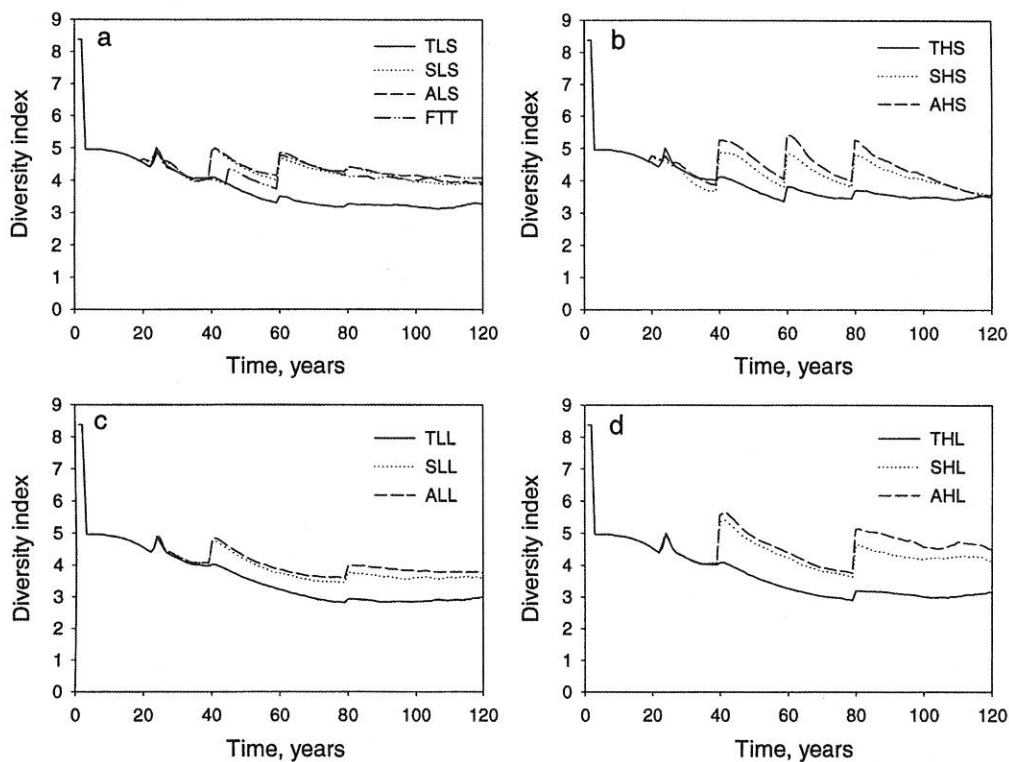 a
TLS
SLS
ALS
FTT
9
8
7
6
5
4
3
2
1
0
Diversity index
0 20 40 60 80 100 120
Time, years
b
THS
SHS
AHS
9
8
7
6
5
4
3
2
1
0
Diversity index
0 20 40 60 80 100 120
Time, years
c
TLL
SLL
ALL
9
8
7
6
5
4
3
2
1
0
Diversity index
0 20 40 60 80 100 120
Time, years
d
THL
SHL
AHL
9
8
7
6
5
4
3
2
1
0
Diversity index
0 20 40 60 80 100 120
Time, years